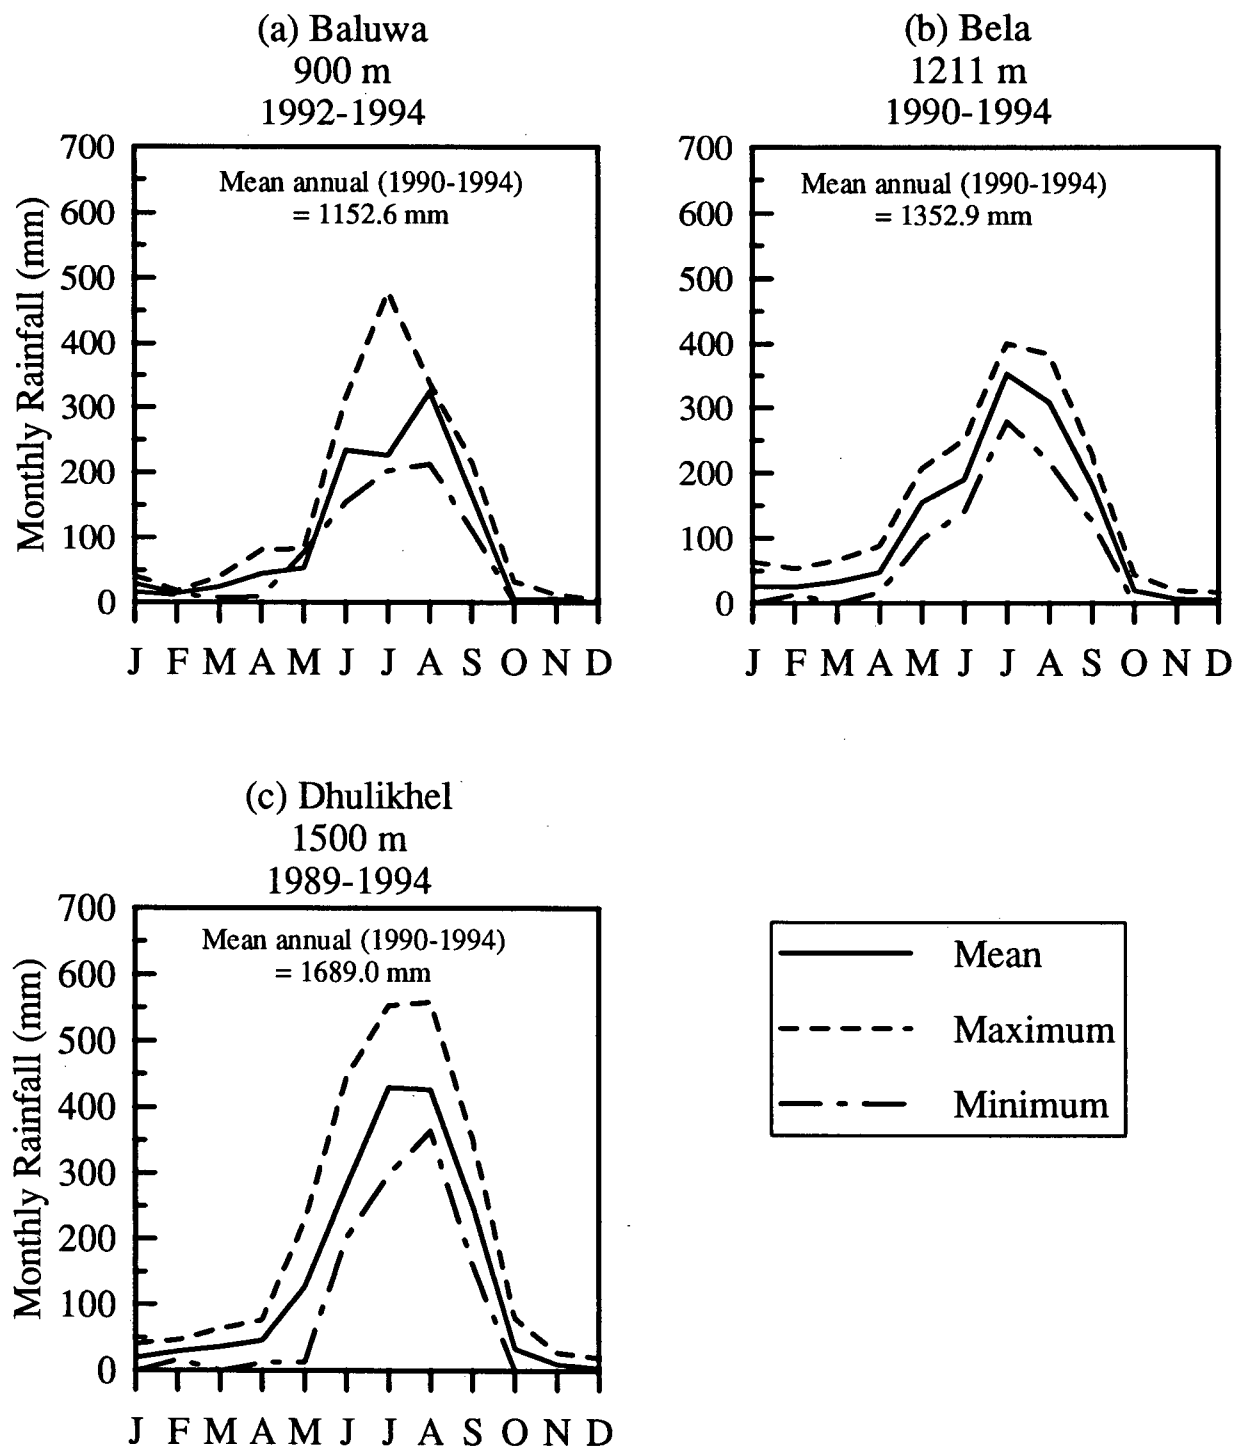 (a) Baluwa
900 m
1992-1994
Monthly Rainfall (mm)
700
600
500
400
300
200
100
0
Mean annual (1990-1994)
= 1152.6 mm
J F M A M J J A S O N D
(b) Bela
1211 m
1990-1994
700
600
500
400
300
200
100
0
Mean annual (1990-1994)
= 1352.9 mm
J F M A M J J A S O N D
(c) Dhulikhel
1500 m
1989-1994
Monthly Rainfall (mm)
700
600
500
400
300
200
100
0
Mean annual (1990-1994)
= 1689.0 mm
J F M A M J J A S O N D
Mean
Maximum
Minimum